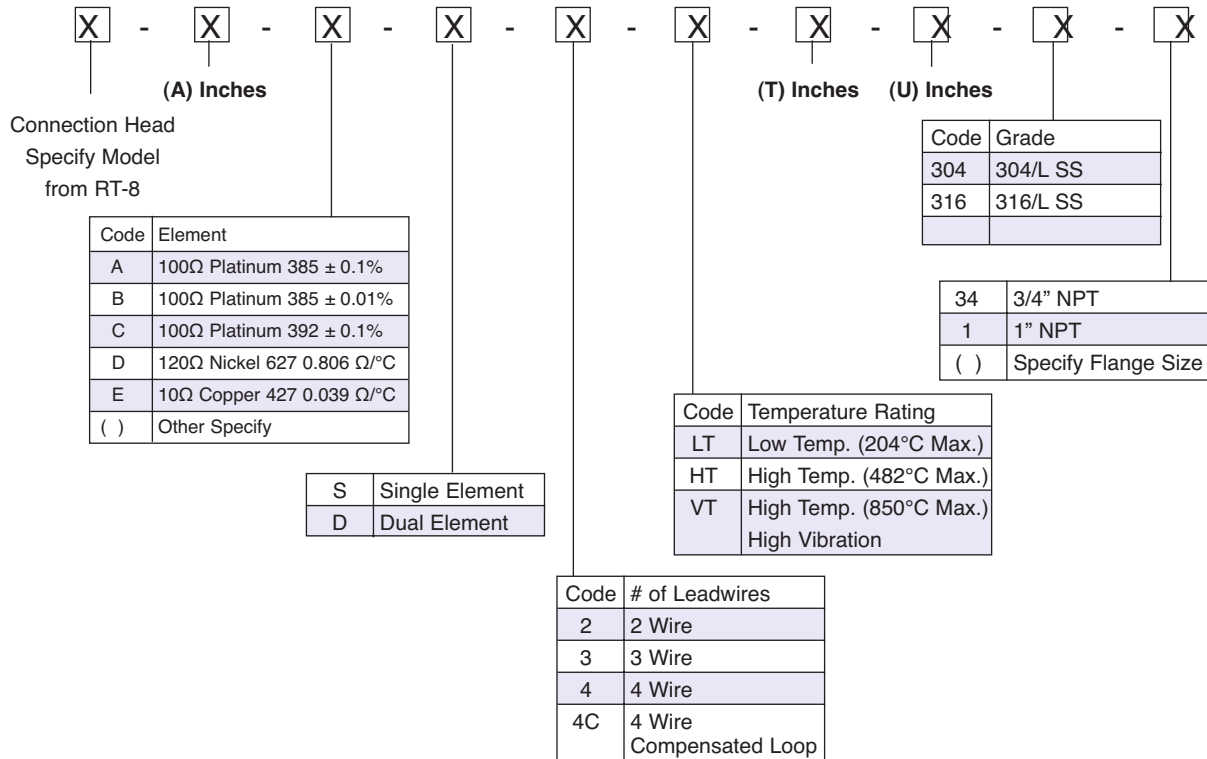 X - X - X - X - X - X - X - X - X - X
(A) Inches
(T) Inches
(U) Inches
Connection Head
Specify Model
from RT-8
Code Grade
304 304/L SS
316 316/L SS
Code Element
A 100Ω Platinum 385 ± 0.1%
B 100Ω Platinum 385 ± 0.01%
C 100Ω Platinum 392 ± 0.1%
D 120Ω Nickel 627 0.806 Ω/°C
E 10Ω Copper 427 0.039 Ω/°C
( ) Other Specify
34 3/4” NPT
1 1” NPT
( ) Specify Flange Size
Code Temperature Rating
LT Low Temp. (204°C Max.)
HT High Temp. (482°C Max.)
VT High Temp. (850°C Max.)
High Vibration
S Single Element
D Dual Element
Code # of Leadwires
2 2 Wire
3 3 Wire
4 4 Wire
4C 4 Wire
Compensated Loop